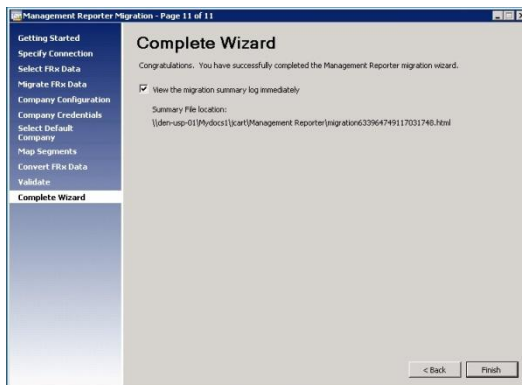 Management Reporter Migration - Page 11 of 11
Getting Started
Specify Connection
Select FRx Data
Migrate FRx Data
Company Configuration
Company Credentials
Select Default
Company
Map Segments
Convert FRx Data
Validate
Complete Wizard
Complete Wizard
Congratulations. You have successfully completed the Management Reporter migration wizard.
View the migration summary log immediately
Summary File location:
\\den-usp-01\Mydocs1\jcart\Management Reporter\migration633964749117031748.html
< Back
Finish